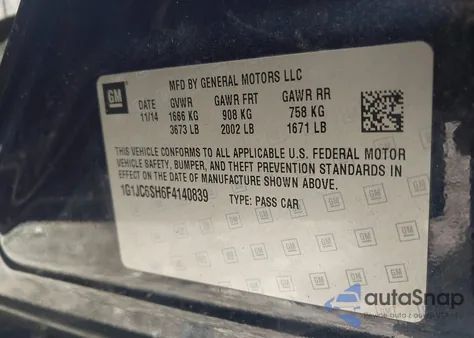 GM
MFD BY GENERAL MOTORS LLC
DATE GVWR GAWR FRT GAWR RR
11/14 1666 KG 908 KG 758 KG
3673 LB 2002 LB 1671 LB
THIS VEHICLE CONFORMS TO ALL APPLICABLE U.S. FEDERAL MOTOR
VEHICLE SAFETY, BUMPER, AND THEFT PREVENTION STANDARDS IN
EFFECT ON THE DATE OF MANUFACTURE SHOWN ABOVE.
1G1JC6SH6F4140839 TYPE: PASS CAR
autoSnap